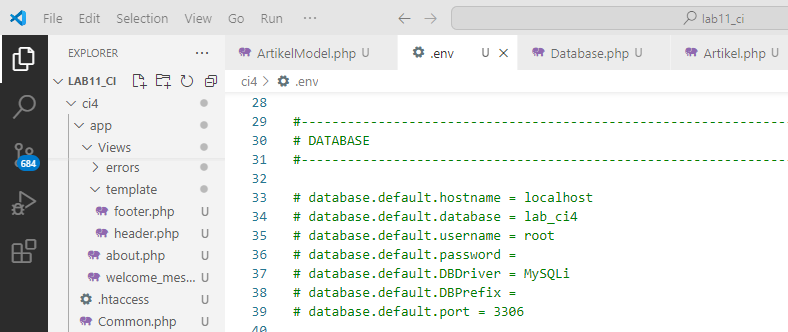 File Edit Selection View Go Run ... lab11_ci
EXPLORER ...
ArtikelModel.php U .env U × Database.php U Artikel.php U
LAB11_CI
ci4 > .env
ci4
app
Views
errors
template
footer.php U
header.php U
about.php U
welcome_mes... U
.htaccess U
Common.php U
684
28
29 #-----------------------------------------------------------------
30 # DATABASE
31 #-----------------------------------------------------------------
32
33 # database.default.hostname = localhost
34 # database.default.database = lab_ci4
35 # database.default.username = root
36 # database.default.password =
37 # database.default.DBDriver = MySQLi
38 # database.default.DBPrefix =
39 # database.default.port = 3306
40